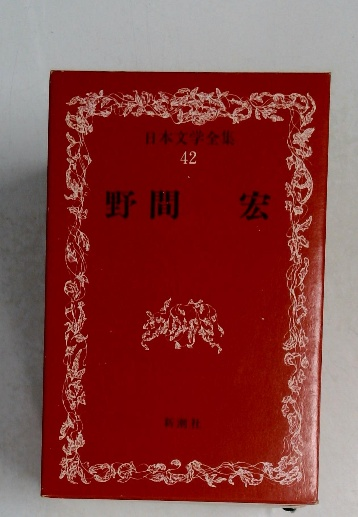 日本文学全集
42
野間 宏
新潮社